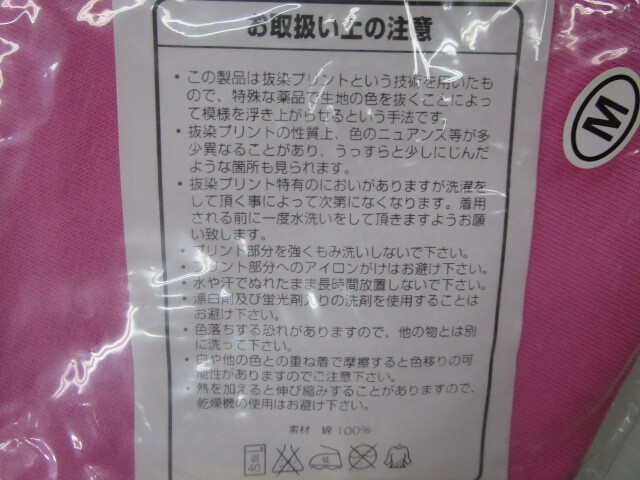 お取扱い上の注意
M
・この製品は抜染プリントという技術を用いたも
ので、特殊な薬品で生地の色を抜くことによっ
て模様を浮き上がらせるという手法です。
・抜染プリントの性質上、色のニュアンス等が多
少異なることがあり、うっすらと少しにじんだ
ような箇所も見られます。
・抜染プリント特有のにおいがありますが洗濯を
して頂く事によって次第になくなります。着用
される前に一度水洗いをして頂きますようお願
い致します。
・プリント部分を強くもみ洗いしないで下さい。
・プリント部分へのアイロンがけはお避け下さい。
・水や汗でぬれたまま長時間放置しないで下さい。
・漂白剤及び蛍光剤入りの洗剤を使用することは
お避け下さい。
・色落ちする恐れがありますので、他の物とは別
に洗って下さい。
・白や他の色との重ね着で摩擦すると色移りの可
能性がありますのでご注意下さい。
・熱を加えると伸び縮みすることがありますので、
乾燥機の使用はお避け下さい。
素材 綿 100%
弱 40 低